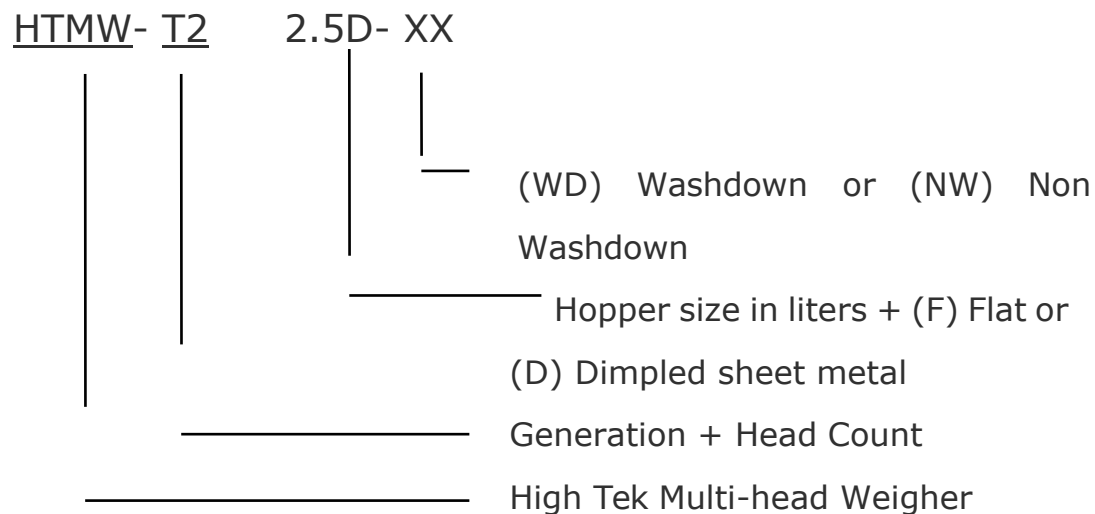 HTMW- T2 2.5D- XX
(WD) Washdown or (NW) Non
Washdown
Hopper size in liters + (F) Flat or
(D) Dimpled sheet metal
Generation + Head Count
High Tek Multi-head Weigher